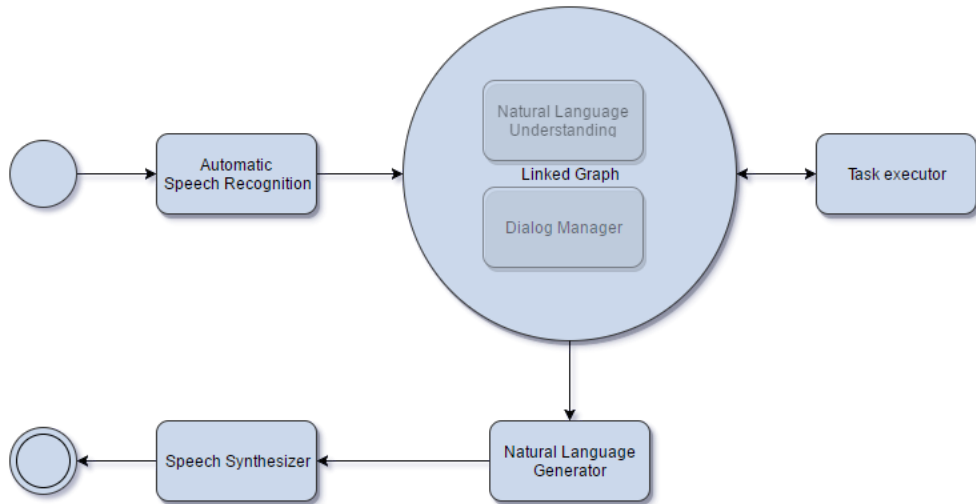 Natural Language
Understanding
Automatic
Speech Recognition
Linked Graph
Task executor
Dialog Manager
Speech Synthesizer
Natural Language
Generator